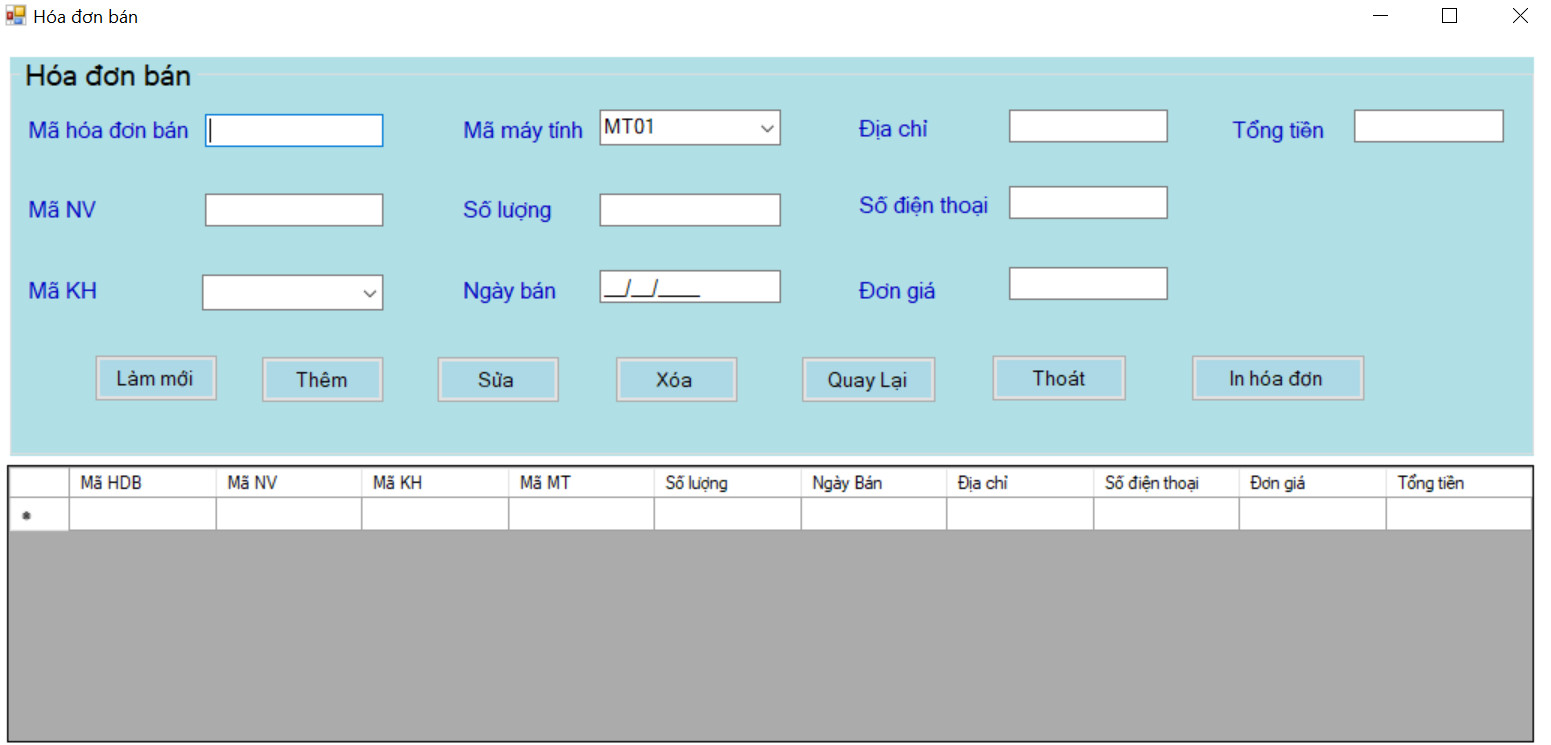 Hóa đơn bán
Hóa đơn bán
Mã hóa đơn bán Mã máy tính MT01 Địa chỉ Tổng tiền
Mã NV Số lượng Số điện thoại
Mã KH Ngày bán __/__/____ Đơn giá
Làm mới Thêm Sửa Xóa Quay Lại Thoát In hóa đơn
Mã HDB Mã NV Mã KH Mã MT Số lượng Ngày Bán Địa chỉ Số điện thoại Đơn giá Tổng tiền